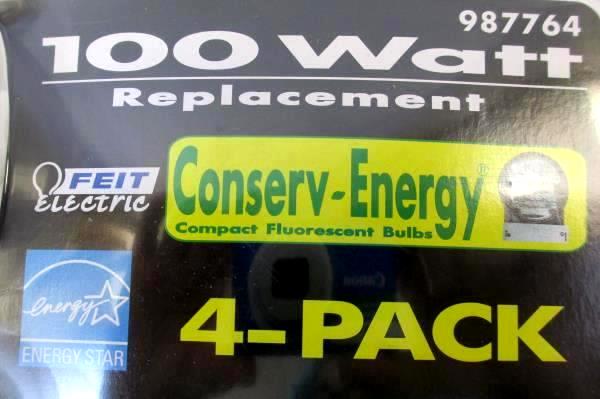 987764
100 Watt
Replacement
FEIT
Electric
Conserv-Energy®
Compact Fluorescent Bulbs
energy
ENERGY STAR
4-PACK